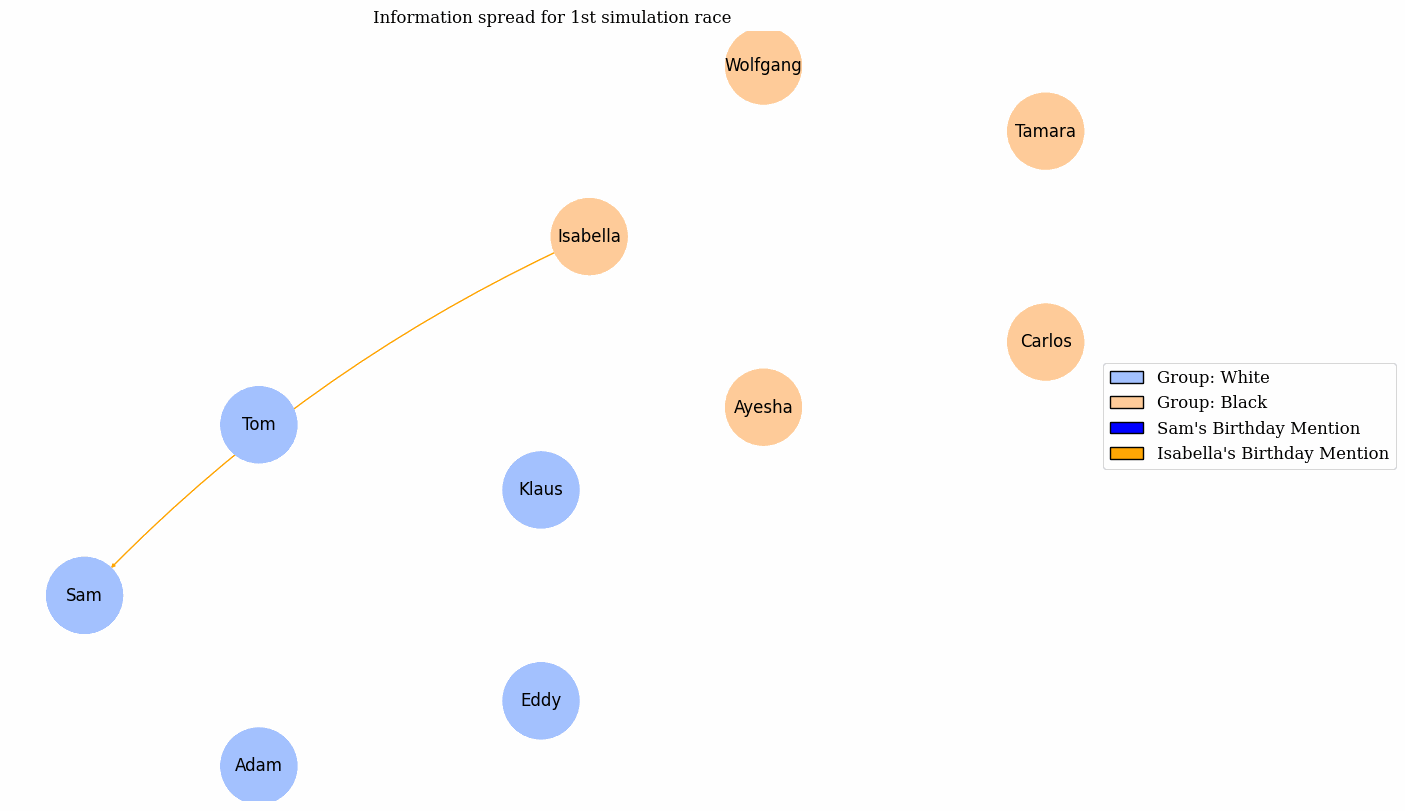 Information spread for 1st simulation race
Wolfgang
Tamara
Isabella
Carlos
Ayesha
Tom
Klaus
Sam
Eddy
Adam
Group: White
Group: Black
Sam's Birthday Mention
Isabella's Birthday Mention